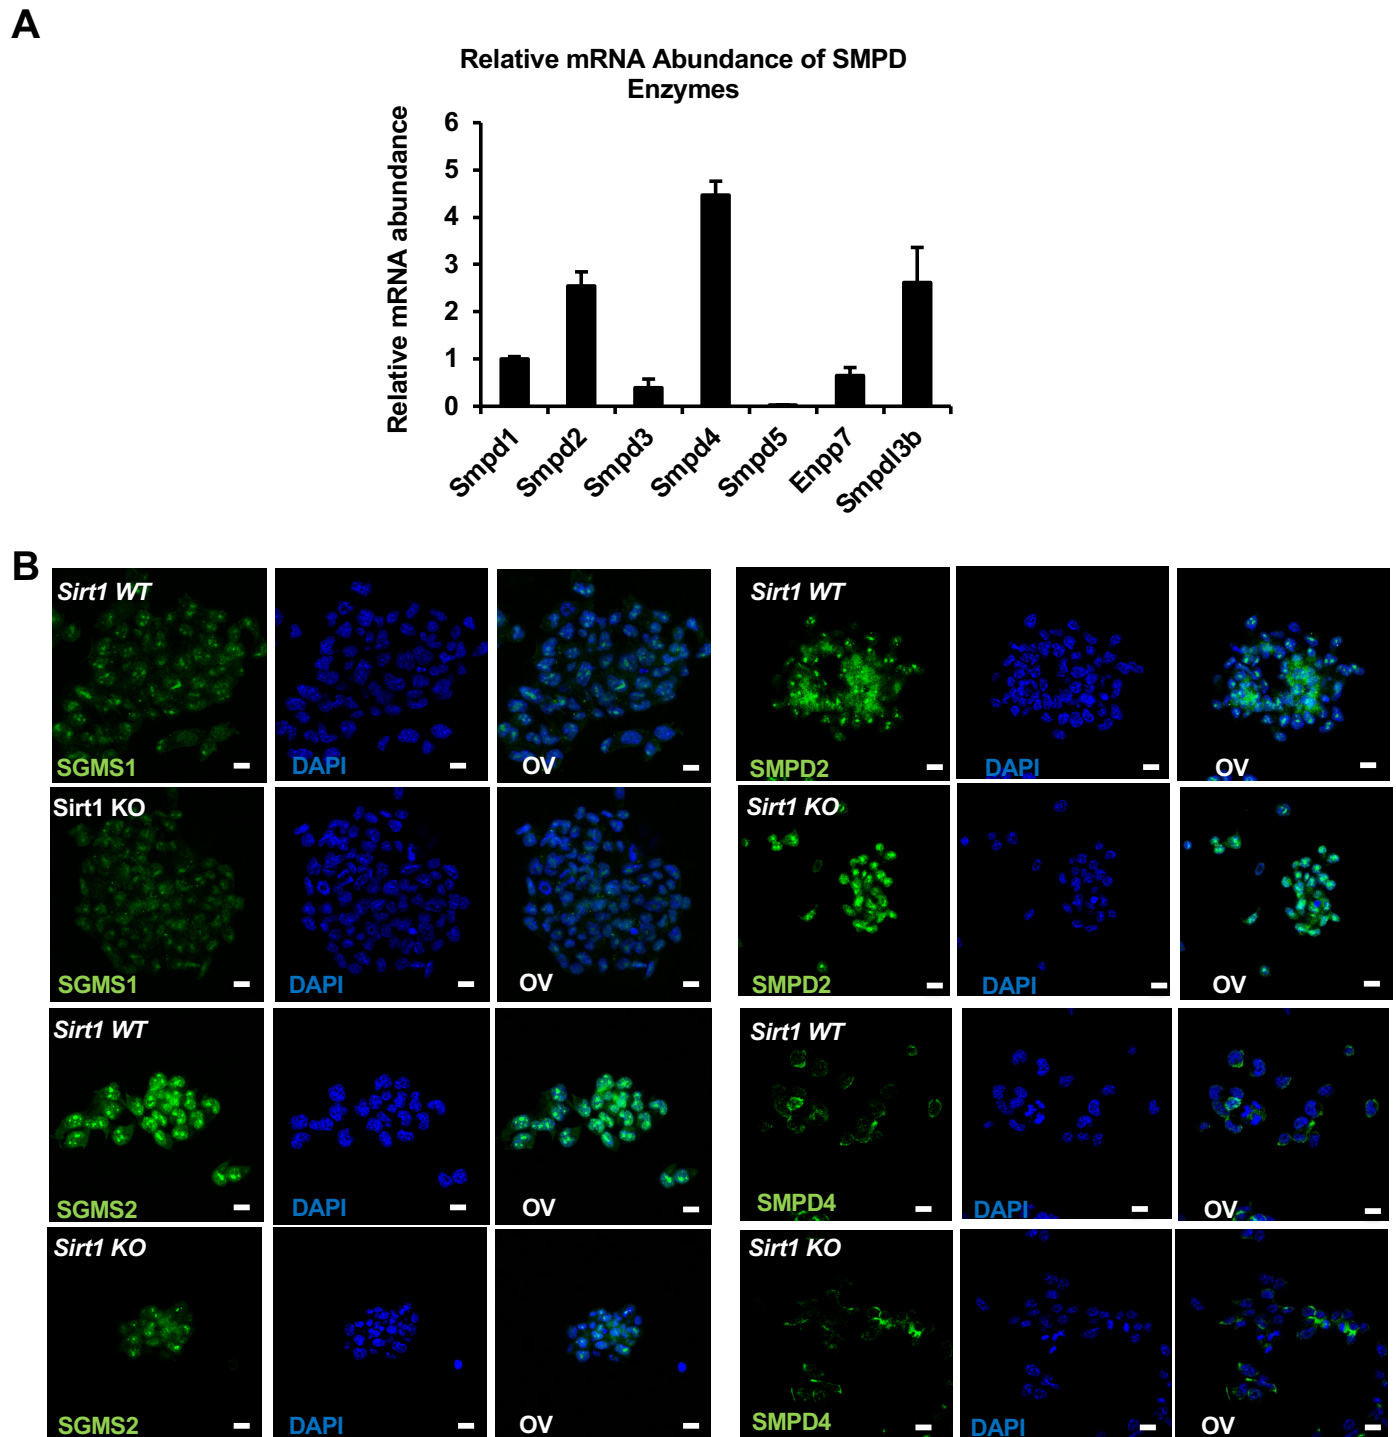 A
Relative mRNA Abundance of SMPD
Enzymes
Relative mRNA abundance
6
5
4
3
2
1
0
Smpd1
Smpd2
Smpd3
Smpd4
Smpd5
Enpp7
Smpdl3b
B
Sirt1 WT
SGMS1
DAPI
OV
Sirt1 WT
SMPD2
DAPI
OV
Sirt1 KO
SGMS1
DAPI
OV
Sirt1 KO
SMPD2
DAPI
OV
Sirt1 WT
SGMS2
DAPI
OV
Sirt1 WT
SMPD4
DAPI
OV
Sirt1 KO
SGMS2
DAPI
OV
Sirt1 KO
SMPD4
DAPI
OV